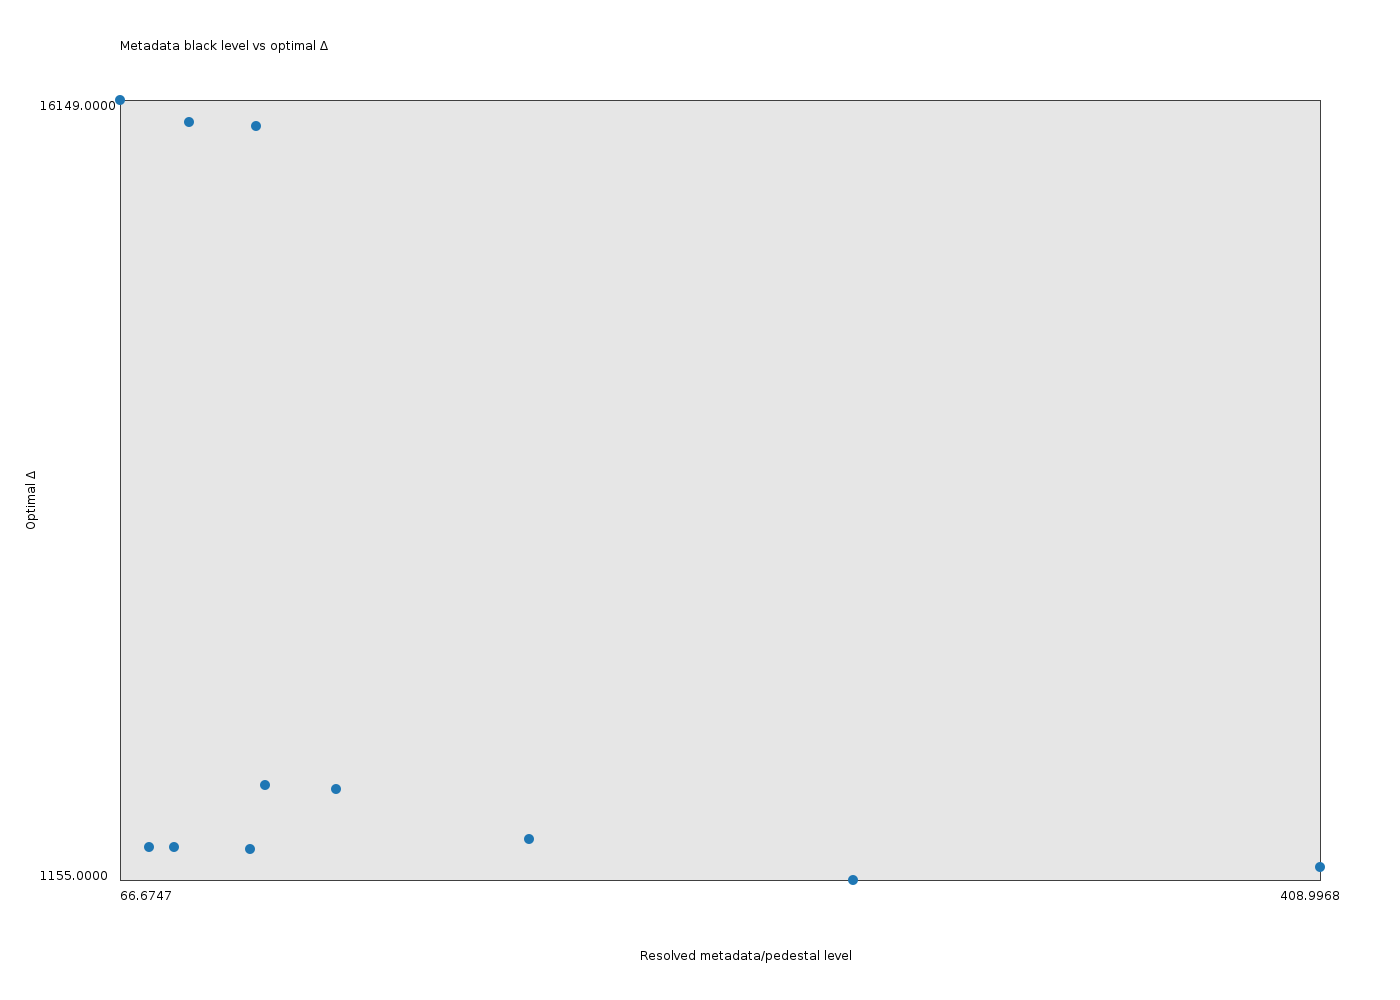 Metadata black level vs optimal Δ
16149.0000
Optimal Δ
1155.0000
66.6747
408.9968
Resolved metadata/pedestal level